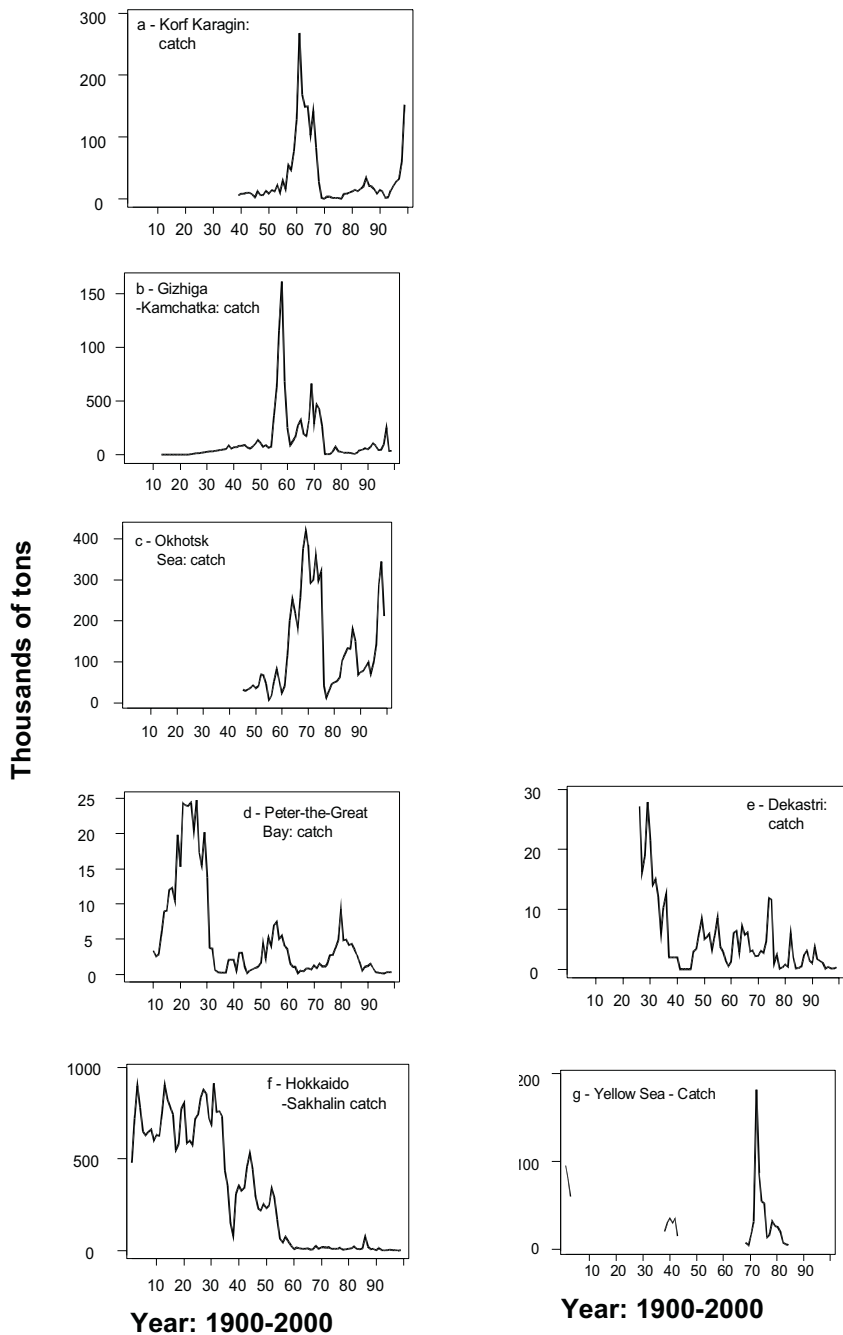 a - Korf Karagin:
catch
300
200
100
0
10 20 30 40 50 60 70 80 90
b - Gizhiga
-Kamchatka: catch
150
100
500
0
10 20 30 40 50 60 70 80 90
Thousands of tons
c - Okhotsk
Sea: catch
400
300
200
100
0
10 20 30 40 50 60 70 80 90
d - Peter-the-Great
Bay: catch
25
20
15
10
5
0
10 20 30 40 50 60 70 80 90
e - Dekastri:
catch
30
20
10
0
10 20 30 40 50 60 70 80 90
f - Hokkaido
-Sakhalin catch
1000
500
0
10 20 30 40 50 60 70 80 90
Year: 1900-2000
g - Yellow Sea - Catch
200
100
0
10 20 30 40 50 60 70 80 90
Year: 1900-2000